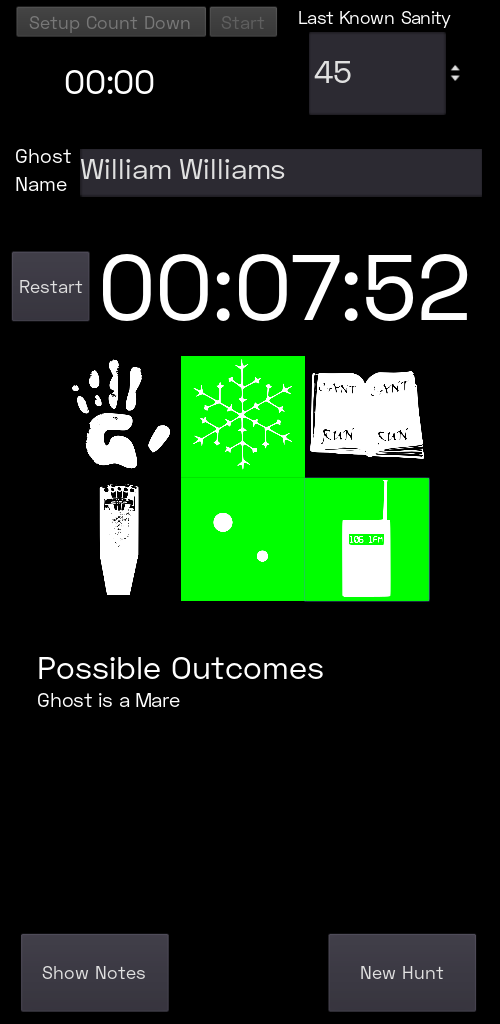 Setup Count Down Start Last Known Sanity
00:00 45
Ghost
Name William Williams
Restart 00:07:52
CAN'T CAN'T
RUN RUN
106 1FM
Possible Outcomes
Ghost is a Mare
Show Notes New Hunt